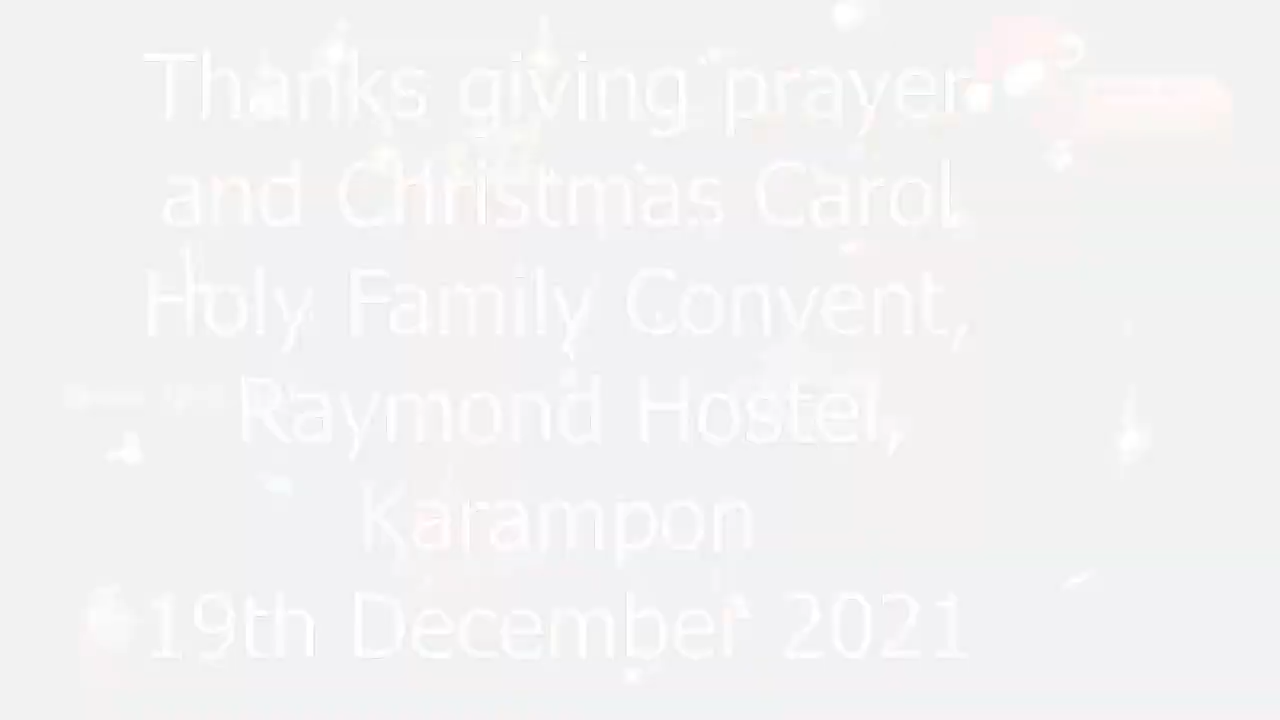 Thanks giving prayer
and Christmas Carol
Holy Family Convent,
Raymond Hostel,
Karampon
19th December 2021